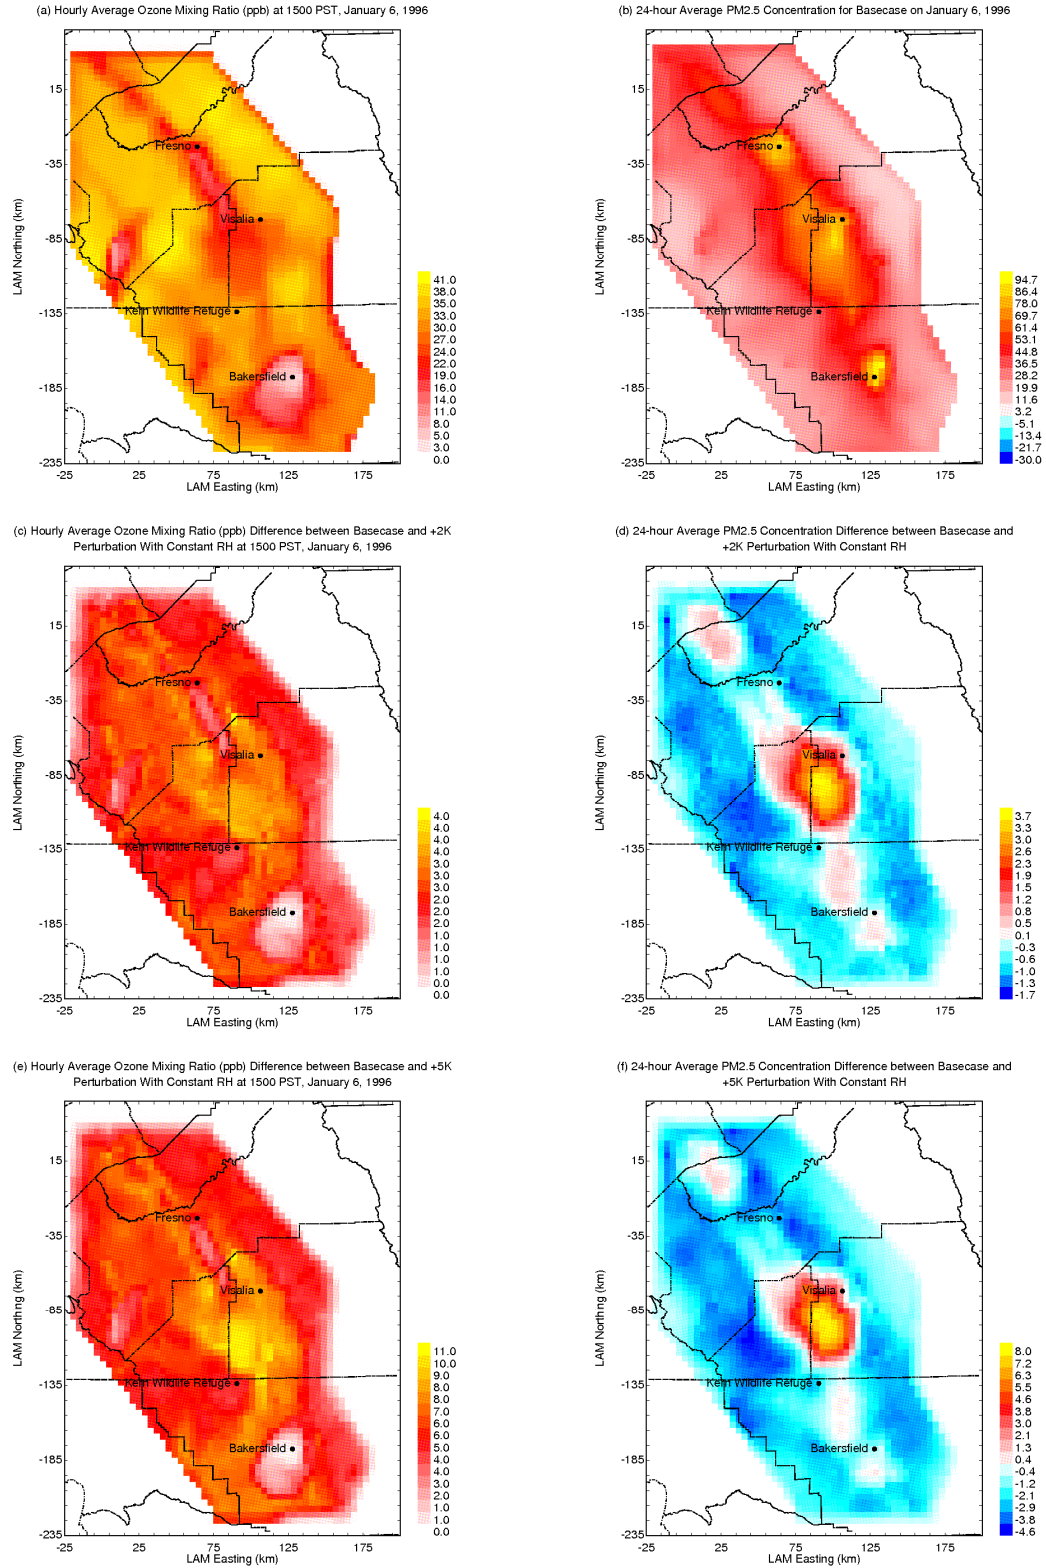 (a) Hourly Average Ozone Mixing Ratio (ppb) at 1500 PST, January 6, 1996
15
-35
-85
-135
-185
-235
LAM Northing (km)
Fresno
Visalia
Kern Wildlife Refuge
Bakersfield
41.0
38.0
35.0
33.0
30.0
27.0
24.0
22.0
19.0
16.0
14.0
11.0
8.0
5.0
3.0
0.0
-25 25 75 125 175
LAM Easting (km)
(b) 24-hour Average PM2.5 Concentration for Basecase on January 6, 1996
15
-35
-85
-135
-185
-235
LAM Northing (km)
Fresno
Visalia
Kern Wildlife Refuge
Bakersfield
94.7
86.4
78.0
69.7
61.4
53.1
44.8
36.5
28.2
19.9
11.6
3.2
-5.1
-13.4
-21.7
-30.0
-25 25 75 125 175
LAM Easting (km)
(c) Hourly Average Ozone Mixing Ratio (ppb) Difference between Basecase and +2K
Perturbation With Constant RH at 1500 PST, January 6, 1996
15
-35
-85
-135
-185
-235
LAM Northing (km)
Fresno
Visalia
Kern Wildlife Refuge
Bakersfield
4.0
4.0
4.0
3.0
3.0
3.0
3.0
2.0
2.0
2.0
1.0
1.0
1.0
1.0
0.0
-25 25 75 125 175
LAM Easting (km)
(d) 24-hour Average PM2.5 Concentration Difference between Basecase and
+2K Perturbation With Constant RH
15
-35
-85
-135
-185
-235
LAM Northing (km)
Fresno
Visalia
Kern Wildlife Refuge
Bakersfield
3.7
3.3
3.0
2.6
2.3
1.9
1.5
1.2
0.8
0.5
0.1
-0.3
-0.6
-1.0
-1.3
-1.7
-25 25 75 125 175
LAM Easting (km)
(e) Hourly Average Ozone Mixing Ratio (ppb) Difference between Basecase and +5K
Perturbation With Constant RH at 1500 PST, January 6, 1996
15
-35
-85
-135
-185
-235
LAM Northing (km)
Fresno
Visalia
Kern Wildlife Refuge
Bakersfield
11.0
10.0
9.0
8.0
7.0
7.0
6.0
5.0
4.0
4.0
3.0
2.0
1.0
1.0
0.0
-25 25 75 125 175
LAM Easting (km)
(f) 24-hour Average PM2.5 Concentration Difference between Basecase and
+5K Perturbation With Constant RH
15
-35
-85
-135
-185
-235
LAM Northing (km)
Fresno
Visalia
Kern Wildlife Refuge
Bakersfield
8.0
7.2
6.3
5.5
4.6
3.8
3.0
2.1
1.3
0.4
-0.4
-1.2
-2.1
-2.9
-3.8
-4.6
-25 25 75 125 175
LAM Easting (km)